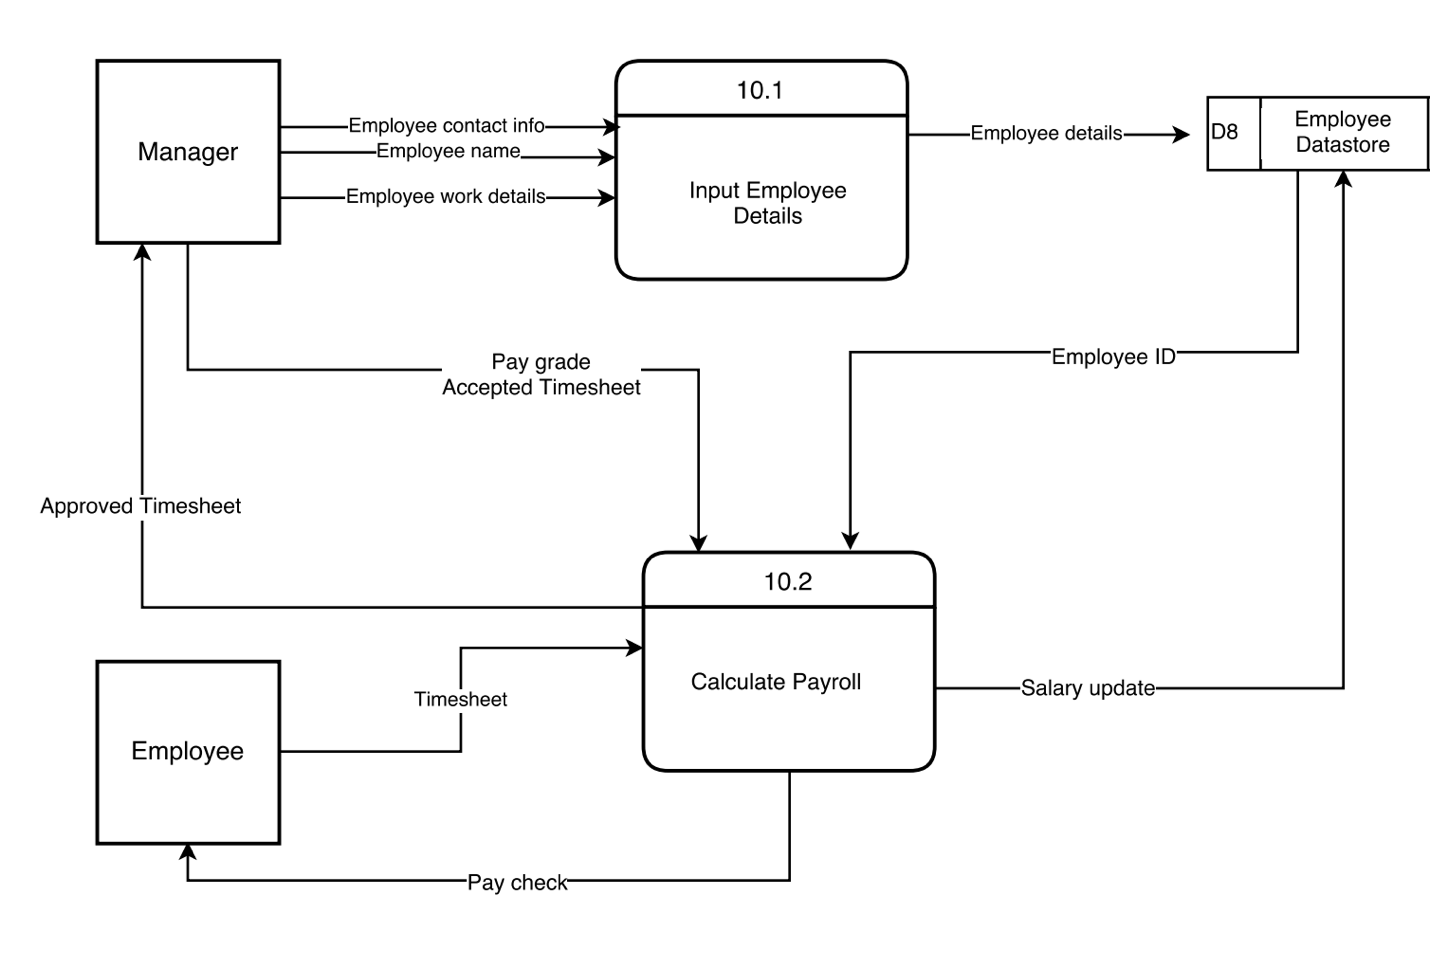 10.1
Manager
Employee contact info
Employee name
Employee work details
Input Employee
Details
Employee details
D8
Employee
Datastore
Pay grade
Accepted Timesheet
Employee ID
Approved Timesheet
10.2
Calculate Payroll
Timesheet
Salary update
Employee
Pay check